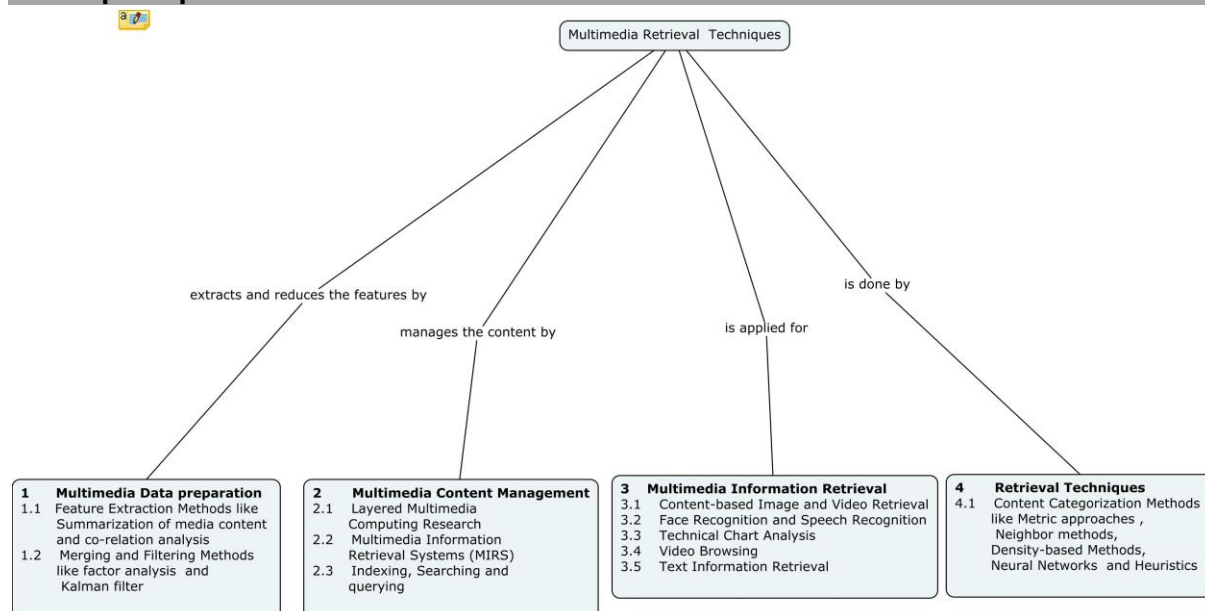 Multimedia Retrieval Techniques
extracts and reduces the features by
manages the content by
is applied for
is done by
1 Multimedia Data preparation
1.1 Feature Extraction Methods like
Summarization of media content
and co-relation analysis
1.2 Merging and Filtering Methods
like factor analysis and
Kalman filter
2 Multimedia Content Management
2.1 Layered Multimedia
Computing Research
2.2 Multimedia Information
Retrieval Systems (MIRS)
2.3 Indexing, Searching and
querying
3 Multimedia Information Retrieval
3.1 Content-based Image and Video Retrieval
3.2 Face Recognition and Speech Recognition
3.3 Technical Chart Analysis
3.4 Video Browsing
3.5 Text Information Retrieval
4 Retrieval Techniques
4.1 Content Categorization Methods
like Metric approaches ,
Neighbor methods,
Density-based Methods,
Neural Networks and Heuristics